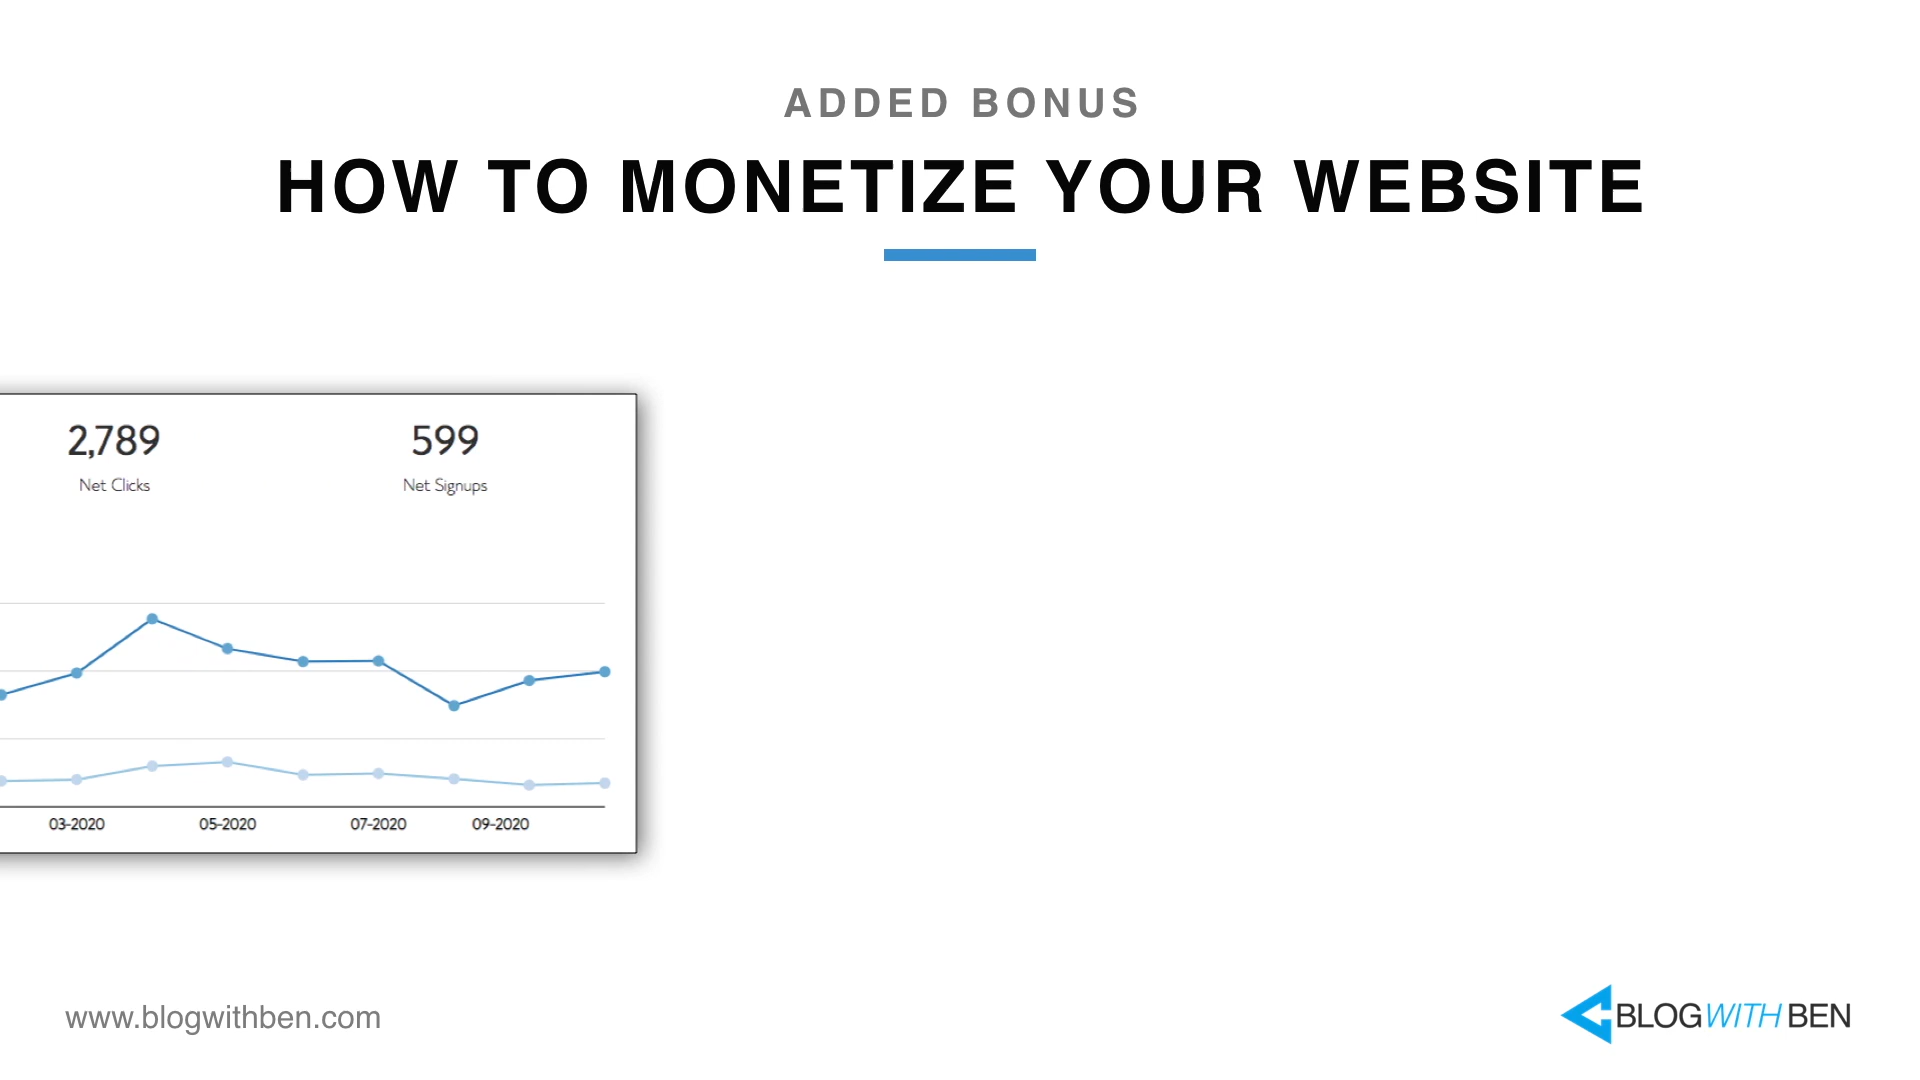 ADDED BONUS
HOW TO MONETIZE YOUR WEBSITE
2,789 599
Net Clicks Net Signups
03-2020 05-2020 07-2020 09-2020
www.blogwithben.com
BLOGWITHBEN